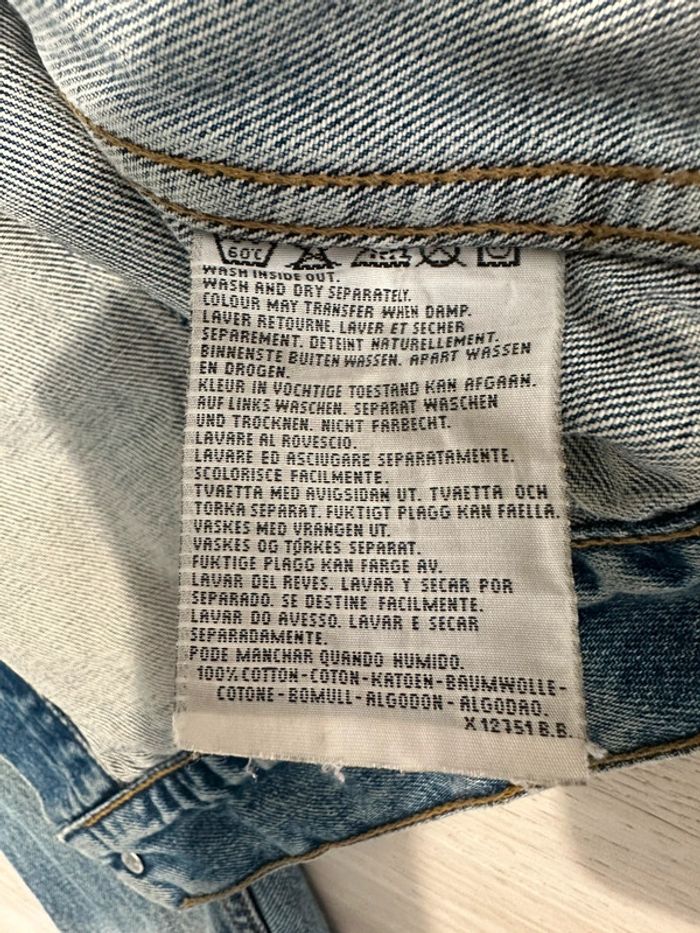 60°C
WASH INSIDE OUT.
WASH AND DRY SEPARATELY.
COLOUR MAY TRANSFER WHEN DAMP.
LAVER RETOURNE. LAVER ET SECHER
SEPAREMENT. DETEINT NATURELLEMENT.
BINNENSTE BUITEN WASSEN. APART WASSEN
EN DROGEN.
KLEUR IN VOCHTIGE TOESTAND KAN AFGAAN.
AUF LINKS WASCHEN. SEPARAT WASCHEN
UND TROCKNEN. NICHT FARBECHT.
LAVARE AL ROVESCIO.
LAVARE ED ASCIUGARE SEPARATAMENTE.
SCOLORISCE FACILMENTE.
TVAETTA MED AVIGSIDAN UT. TVAETTA OCH
TORKA SEPARAT. FUKTIGT PLAGG KAN FAELLA.
VASKES MED VRANGEN UT.
VASKES OG TØRKES SEPARAT.
FUKTIGE PLAGG KAN FARGE AV.
LAVAR DEL REVES. LAVAR Y SECAR POR
SEPARADO. SE DESTINE FACILMENTE.
LAVAR DO AVESSO. LAVAR E SECAR
SEPARADAMENTE.
PODE MANCHAR QUANDO HUMIDO.
100% COTTON-COTON-KATOEN-BAUMWOLLE-
COTONE-BOMULL-ALGODON-ALGODAO.
X12751 B.B.